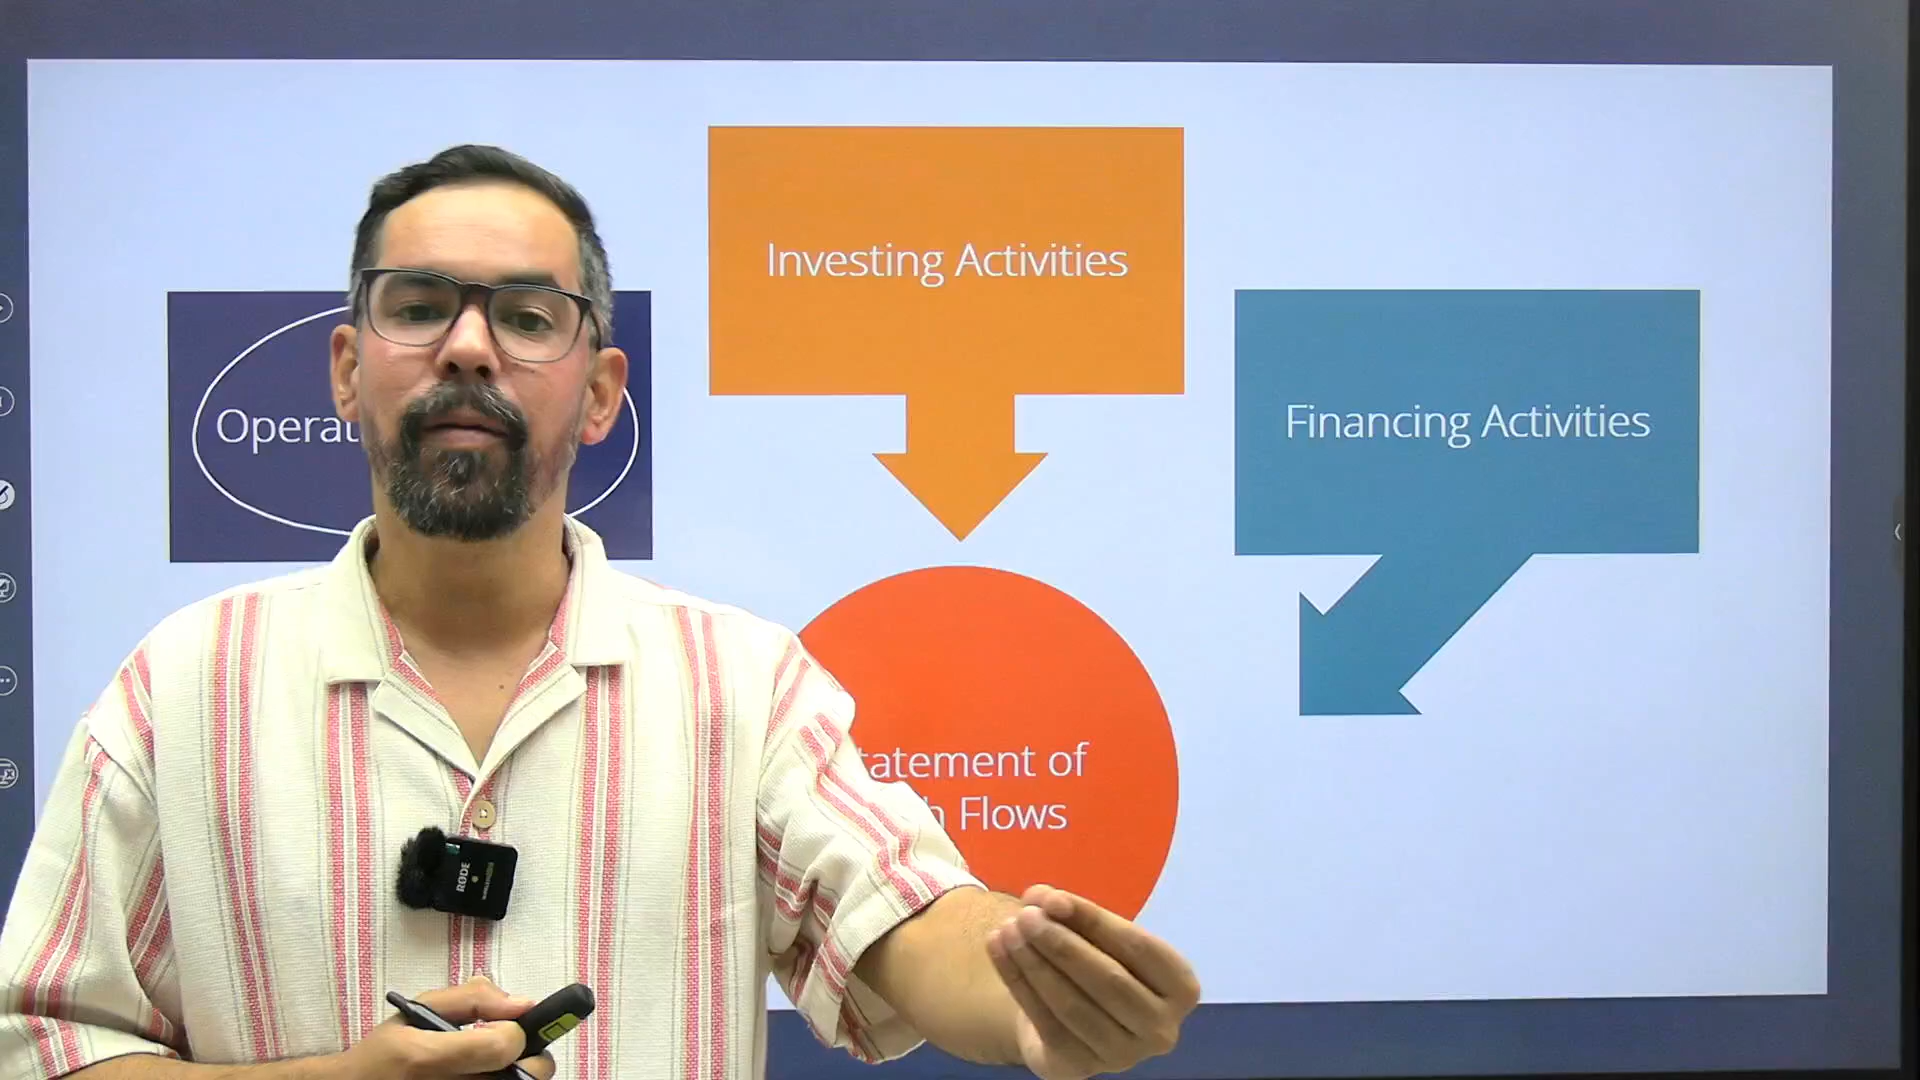 Investing Activities
Operat
Financing Activities
tatement of
h Flows
RODE